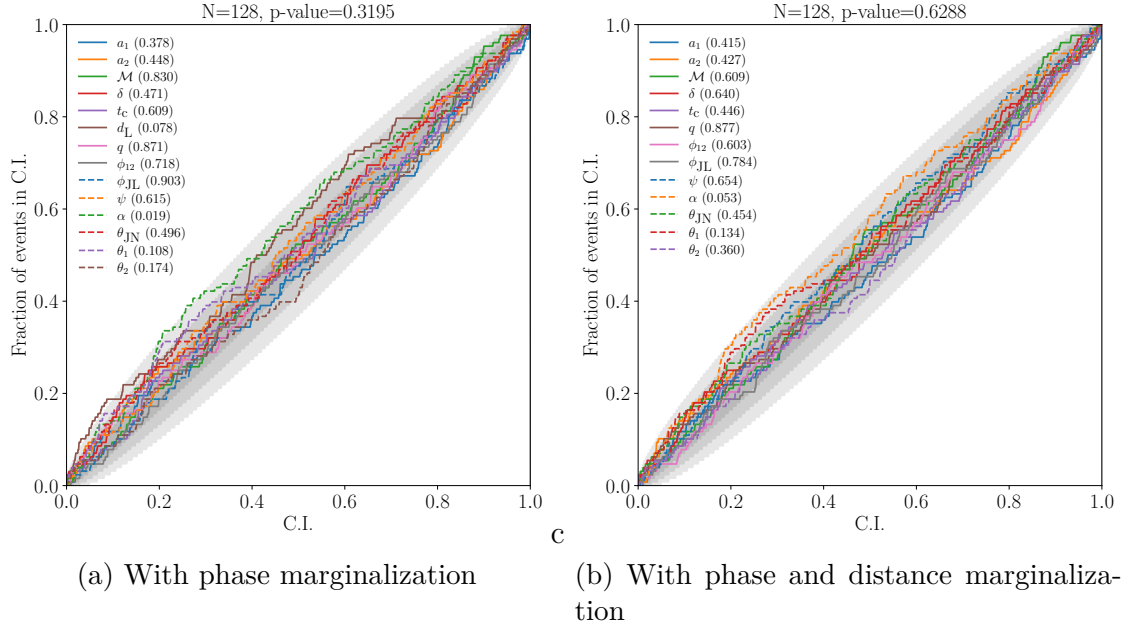 N=128, p-value=0.3195
1.0
0.8
0.6
0.4
0.2
0.0
Fraction of events in C.I.
a₁ (0.378)
a₂ (0.448)
ℳ (0.830)
δ (0.471)
t_c (0.609)
d_L (0.078)
q (0.871)
ϕ₁₂ (0.718)
ϕ_JL (0.903)
ψ (0.615)
α (0.019)
θ_JN (0.496)
θ₁ (0.108)
θ₂ (0.174)
0.0 0.2 0.4 0.6 0.8 1.0
C.I.
N=128, p-value=0.6288
1.0
0.8
0.6
0.4
0.2
0.0
Fraction of events in C.I.
a₁ (0.415)
a₂ (0.427)
ℳ (0.609)
δ (0.640)
t_c (0.446)
q (0.877)
ϕ₁₂ (0.603)
ϕ_JL (0.784)
ψ (0.654)
α (0.053)
θ_JN (0.454)
θ₁ (0.134)
θ₂ (0.360)
0.0 0.2 0.4 0.6 0.8 1.0
C.I.
c
(a) With phase marginalization
(b) With phase and distance marginaliza-
tion